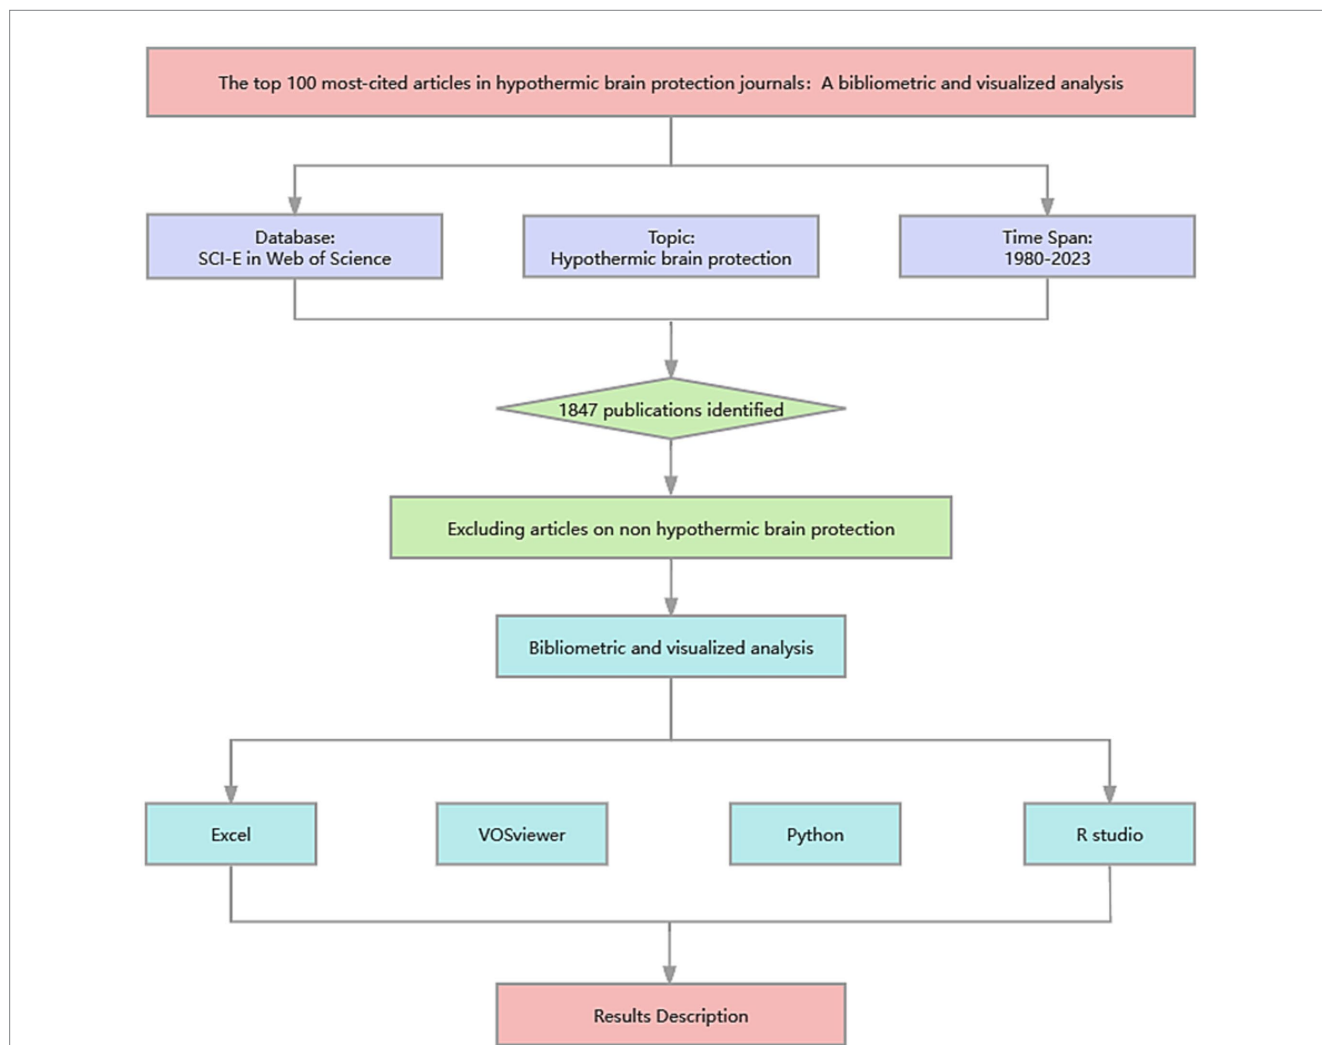 The top 100 most-cited articles in hypothermic brain protection journals: A bibliometric and visualized analysis
Database:
SCI-E in Web of Science
Topic:
Hypothermic brain protection
Time Span:
1980-2023
1847 publications identified
Excluding articles on non hypothermic brain protection
Bibliometric and visualized analysis
Excel
VOSviewer
Python
R studio
Results Description